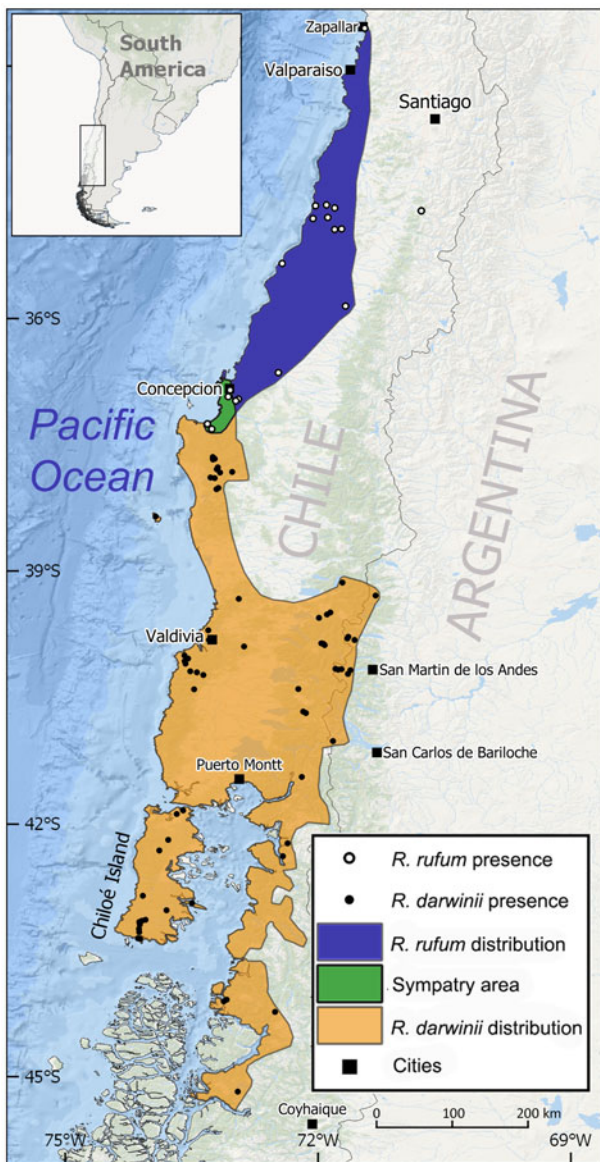 South
America
Zapallar
Valparaiso
Santiago
36°S
Concepcion
Pacific
Ocean
CHILE
ARGENTINA
39°S
Valdivia
San Martin de los Andes
San Carlos de Bariloche
Puerto Montt
42°S
Chiloé Island
R. rufum presence
R. darwinii presence
R. rufum distribution
Sympatry area
R. darwinii distribution
Cities
45°S
Coyhaique
0 100 200 km
75°W 72°W 69°W